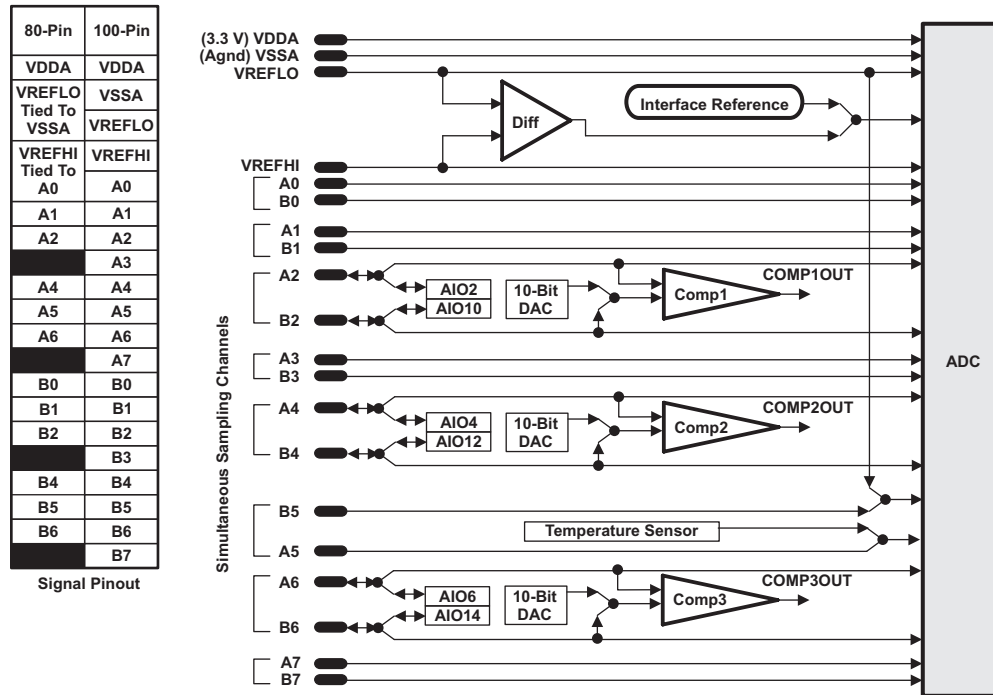 80-Pin 100-Pin
VDDA VDDA
VREFLO
Tied To
VSSA
VSSA
VREFLO
VREFHI
Tied To
A0
VREFHI
A0
A1 A1
A2 A2
A3
A4 A4
A5 A5
A6 A6
A7
B0 B0
B1 B1
B2 B2
B3
B4 B4
B5 B5
B6 B6
B7
Signal Pinout
(3.3 V) VDDA
(Agnd) VSSA
VREFLO
Diff
Interface Reference
VREFHI
A0
B0
A1
B1
A2
AIO2
AIO10
10-Bit
DAC
Comp1
COMP1OUT
B2
A3
B3
A4
AIO4
AIO12
10-Bit
DAC
Comp2
COMP2OUT
B4
B5
Temperature Sensor
A5
A6
AIO6
AIO14
10-Bit
DAC
Comp3
COMP3OUT
B6
A7
B7
Simultaneous Sampling Channels
ADC